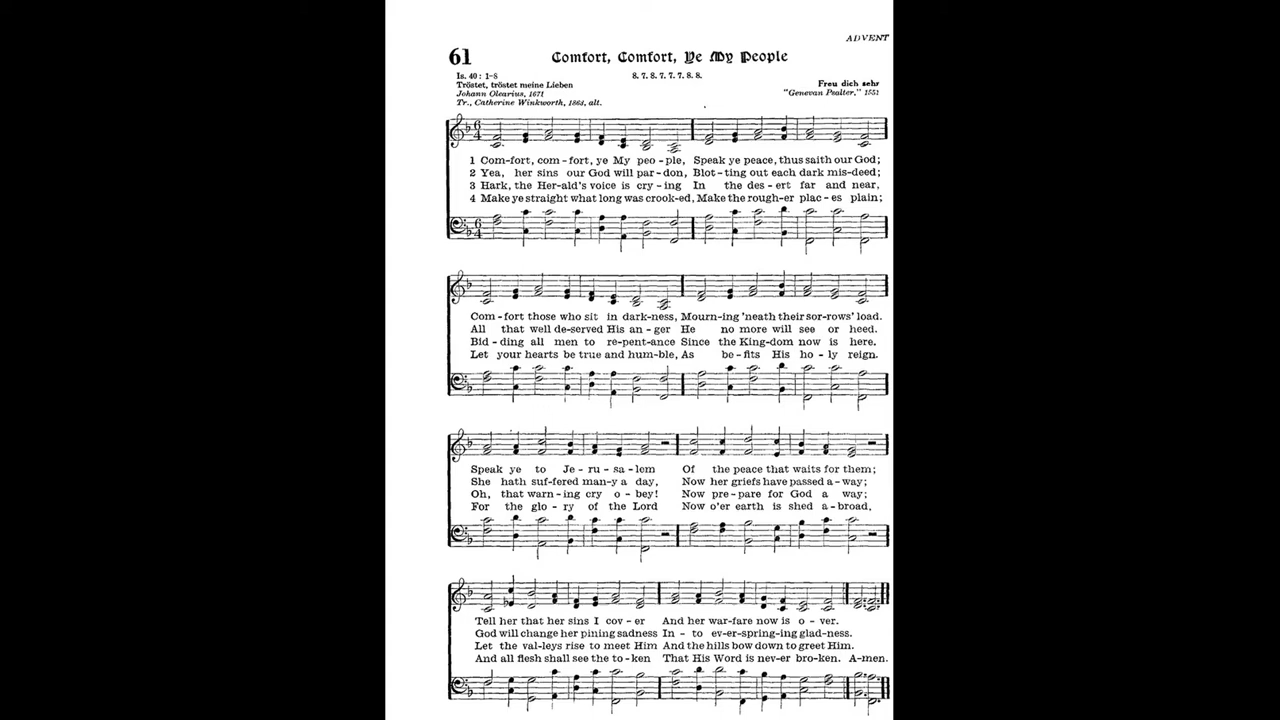 ADVENT
61 Comfort, Comfort, Ye My People
Is. 40: 1-8
8. 7. 8. 7. 7. 7. 8. 8.
Tröstet, tröstet meine Lieben
Freu dich sehr
Johann Olearius, 1671
"Genevan Psalter," 1551
Tr., Catherine Winkworth, 1863, alt.
6 4
1 Com-fort, com-fort, ye My peo-ple, Speak ye peace, thus saith our God;
2 Yea, her sins our God will par-don, Blot-ting out each dark mis-deed;
3 Hark, the Her-ald's voice is cry-ing In the des-ert far and near,
4 Make ye straight what long was crook-ed, Make the rough-er plac-es plain;
6 4
Com-fort those who sit in dark-ness, Mourn-ing 'neath their sor-rows' load.
All that well de-served His an-ger He no more will see or heed.
Bid-ding all men to re-pent-ance Since the King-dom now is here.
Let your hearts be true and hum-ble, As be-fits His ho-ly reign.
Speak ye to Je-ru-sa-lem Of the peace that waits for them;
She hath suf-fered man-y a day, Now her griefs have passed a-way;
Oh, that warn-ing cry o-bey! Now pre-pare for God a way;
For the glo-ry of the Lord Now o'er earth is shed a-broad,
Tell her that her sins I cov-er And her war-fare now is o-ver.
God will change her pining sadness In-to ev-er-spring-ing glad-ness.
Let the val-leys rise to meet Him And the hills bow down to greet Him.
And all flesh shall see the to-ken That His Word is nev-er bro-ken. A-men.